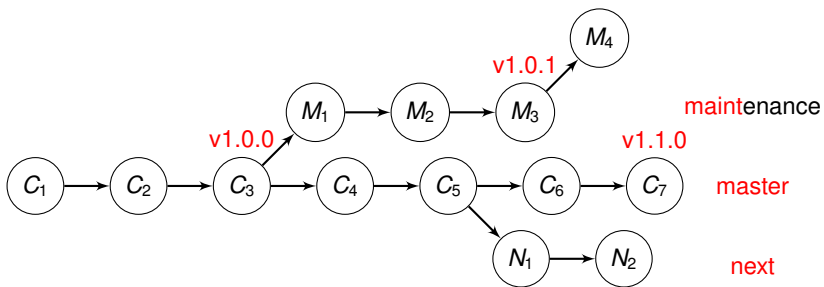 M4
v1.0.1
M1 M2 M3 maintenance
v1.0.0 v1.1.0
C1 C2 C3 C4 C5 C6 C7 master
N1 N2 next